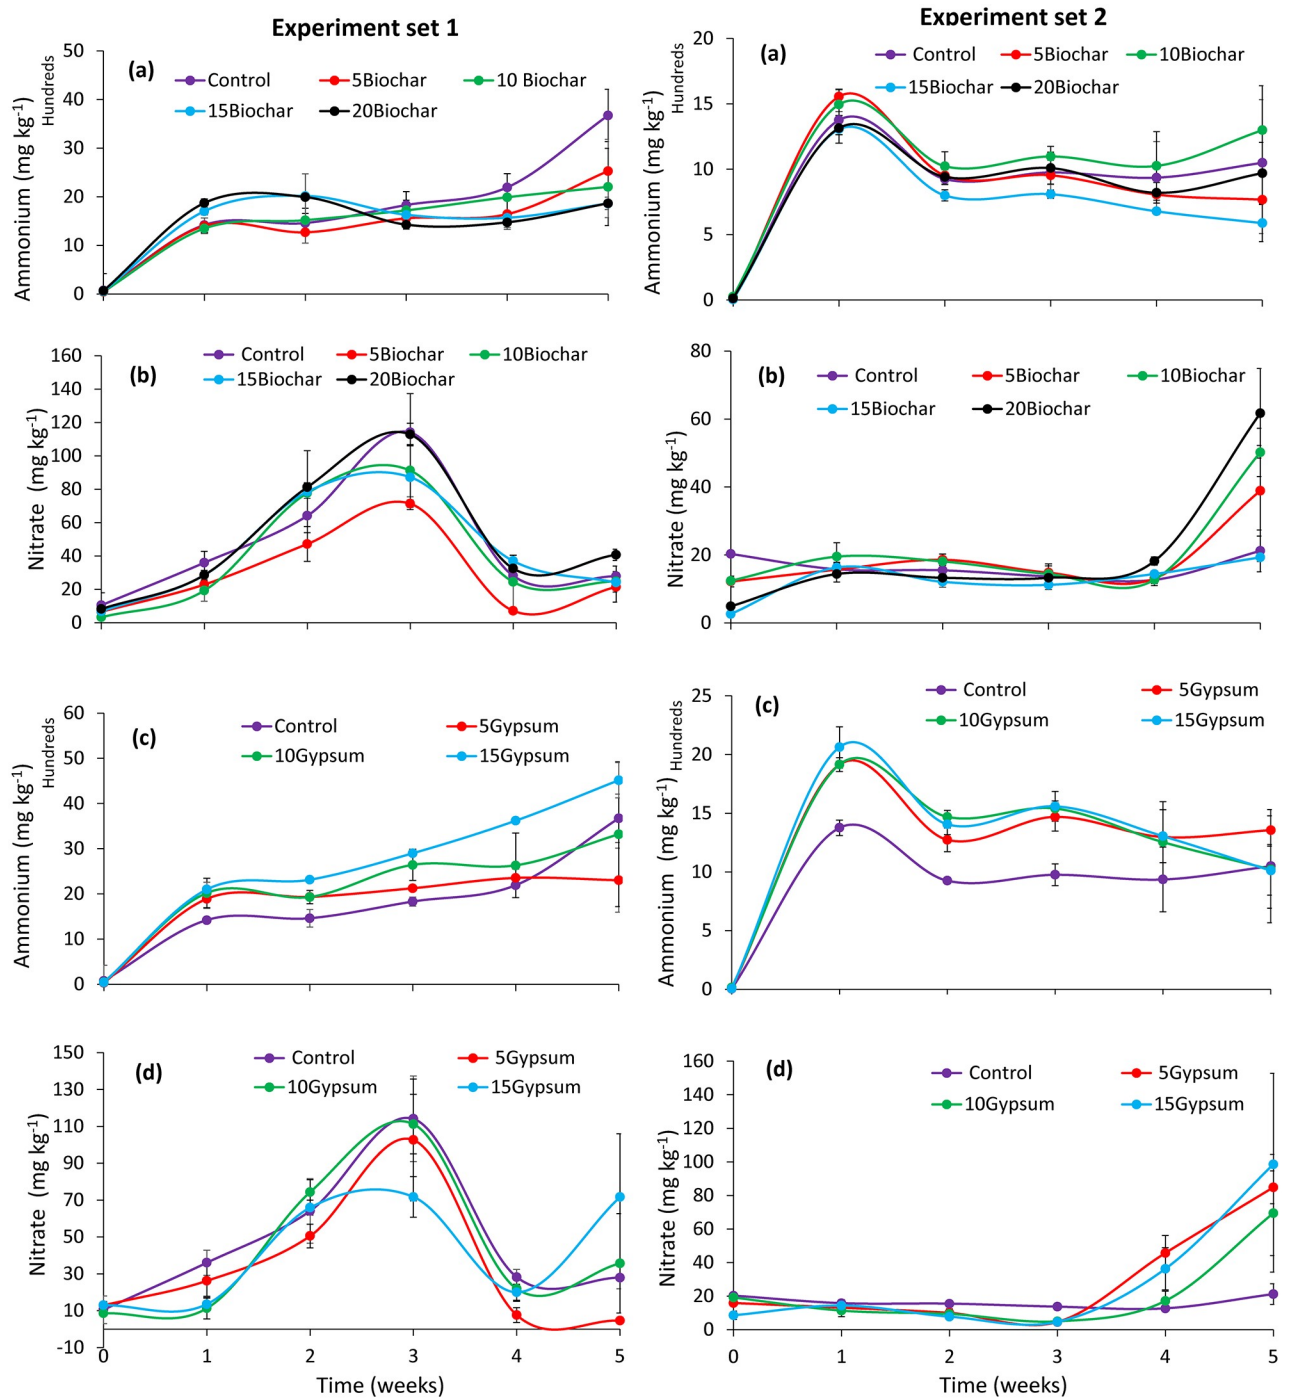 Experiment set 1
Experiment set 2
(a)
Control
5Biochar
10 Biochar
15Biochar
20Biochar
Ammonium (mg kg-1)
Hundreds
50
40
30
20
10
0
(a)
Control
5Biochar
10Biochar
15Biochar
20Biochar
Ammonium (mg kg-1)
Hundreds
20
15
10
5
0
(b)
Control
5Biochar
10Biochar
15Biochar
20Biochar
Nitrate (mg kg-1)
160
140
120
100
80
60
40
20
0
(b)
Control
5Biochar
10Biochar
15Biochar
20Biochar
Nitrate (mg kg-1)
80
60
40
20
0
(c)
Control
5Gypsum
10Gypsum
15Gypsum
Ammonium (mg kg-1)
Hundreds
60
50
40
30
20
10
0
(c)
Control
5Gypsum
10Gypsum
15Gypsum
Ammonium (mg kg-1)
Hundreds
25
20
15
10
5
0
(d)
Control
5Gypsum
10Gypsum
15Gypsum
Nitrate (mg kg-1)
150
130
110
90
70
50
30
10
-10
0 1 2 3 4 5
Time (weeks)
(d)
Control
5Gypsum
10Gypsum
15Gypsum
Nitrate (mg kg-1)
160
140
120
100
80
60
40
20
0
0 1 2 3 4 5
Time (weeks)